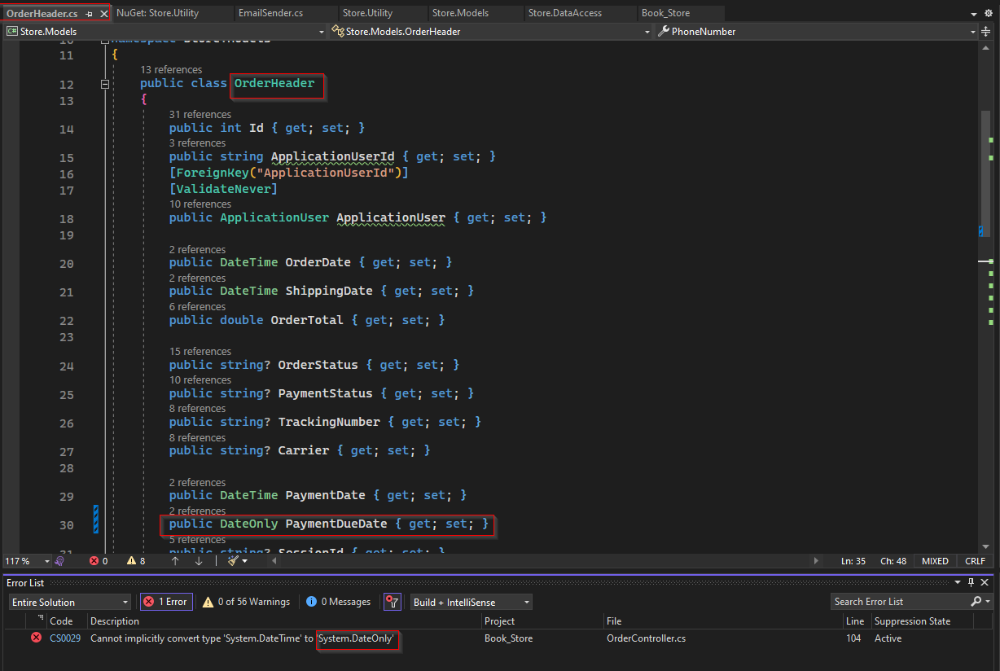 OrderHeader.cs NuGet: Store.Utility EmailSender.cs Store.Utility Store.Models Store.DataAccess Book_Store
C# Store.Models Store.Models.OrderHeader PhoneNumber
10 namespace Store.Models
11 {
13 references
12 public class OrderHeader
13 {
31 references
14 public int Id { get; set; }
3 references
15 public string ApplicationUserId { get; set; }
16 [ForeignKey("ApplicationUserId")]
17 [ValidateNever]
10 references
18 public ApplicationUser ApplicationUser { get; set; }
19
2 references
20 public DateTime OrderDate { get; set; }
2 references
21 public DateTime ShippingDate { get; set; }
6 references
22 public double OrderTotal { get; set; }
23
15 references
24 public string? OrderStatus { get; set; }
10 references
25 public string? PaymentStatus { get; set; }
8 references
26 public string? TrackingNumber { get; set; }
8 references
27 public string? Carrier { get; set; }
28
2 references
29 public DateTime PaymentDate { get; set; }
2 references
30 public DateOnly PaymentDueDate { get; set; }
5 references
31 public string? SessionId { get; set; }
117 % 0 8 Ln: 35 Ch: 48 MIXED CRLF
Error List
Entire Solution 1 Error 0 of 56 Warnings 0 Messages Build + IntelliSense Search Error List
Code Description Project File Line Suppression State
CS0029 Cannot implicitly convert type 'System.DateTime' to 'System.DateOnly' Book_Store OrderController.cs 104 Active